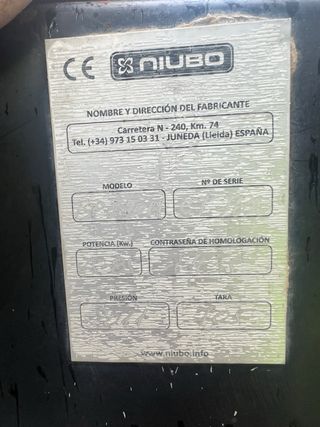 CE NIUBO
NOMBRE Y DIRECCIÓN DEL FABRICANTE
Carretera N - 240, Km. 74
Tel. (+34) 973 15 03 31 - JUNEDA (Lleida) ESPAÑA
MODELO Nº DE SERIE
POTENCIA (Kw.) CONTRASEÑA DE HOMOLOGACIÓN
PRESIÓN TARA
www.niubo.info